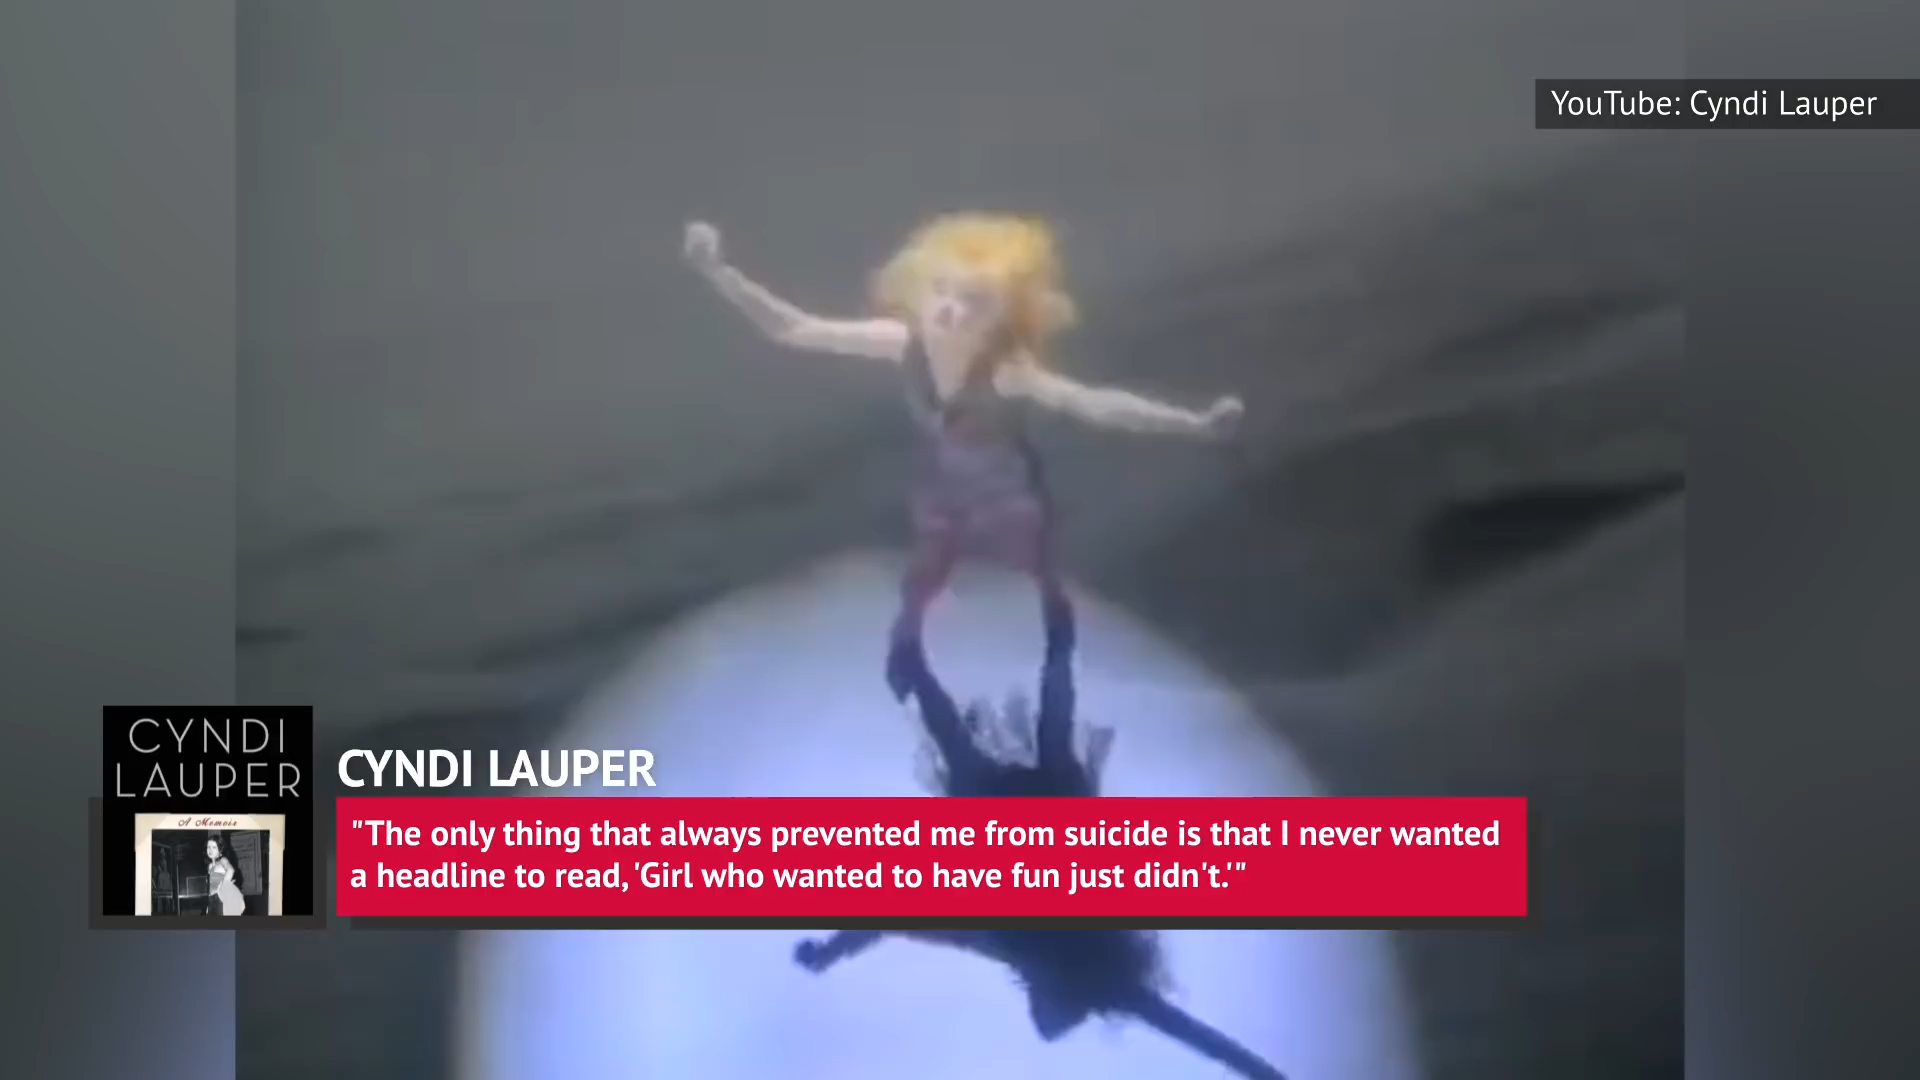 YouTube: Cyndi Lauper
CYNDI
LAUPER
A Memoir
CYNDI LAUPER
"The only thing that always prevented me from suicide is that I never wanted
a headline to read, 'Girl who wanted to have fun just didn't.'"